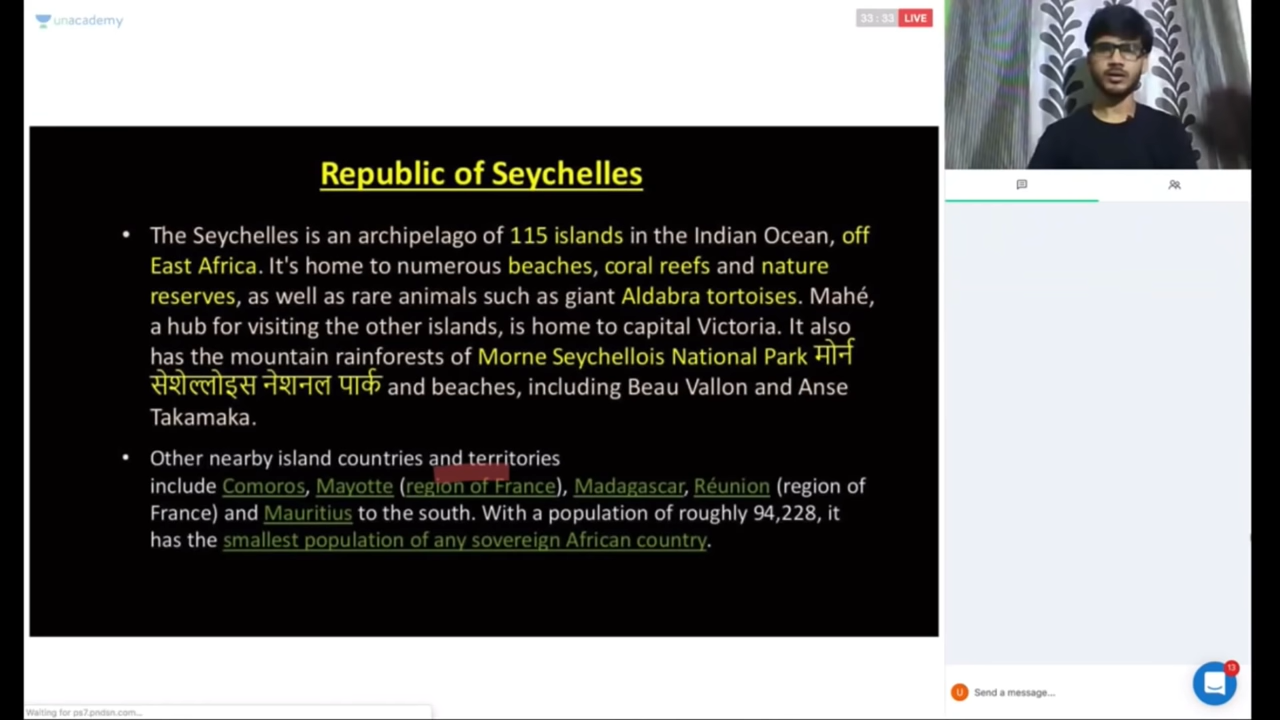 unacademy
33 : 33 LIVE
Republic of Seychelles
• The Seychelles is an archipelago of 115 islands in the Indian Ocean, off
East Africa. It's home to numerous beaches, coral reefs and nature
reserves, as well as rare animals such as giant Aldabra tortoises. Mahé,
a hub for visiting the other islands, is home to capital Victoria. It also
has the mountain rainforests of Morne Seychellois National Park मोर्न
सेशेल्लोइस नेशनल पार्क and beaches, including Beau Vallon and Anse
Takamaka.
• Other nearby island countries and territories
include Comoros, Mayotte (region of France), Madagascar, Réunion (region of
France) and Mauritius to the south. With a population of roughly 94,228, it
has the smallest population of any sovereign African country.
U Send a message...
13
Waiting for ps7.pndsn.com...